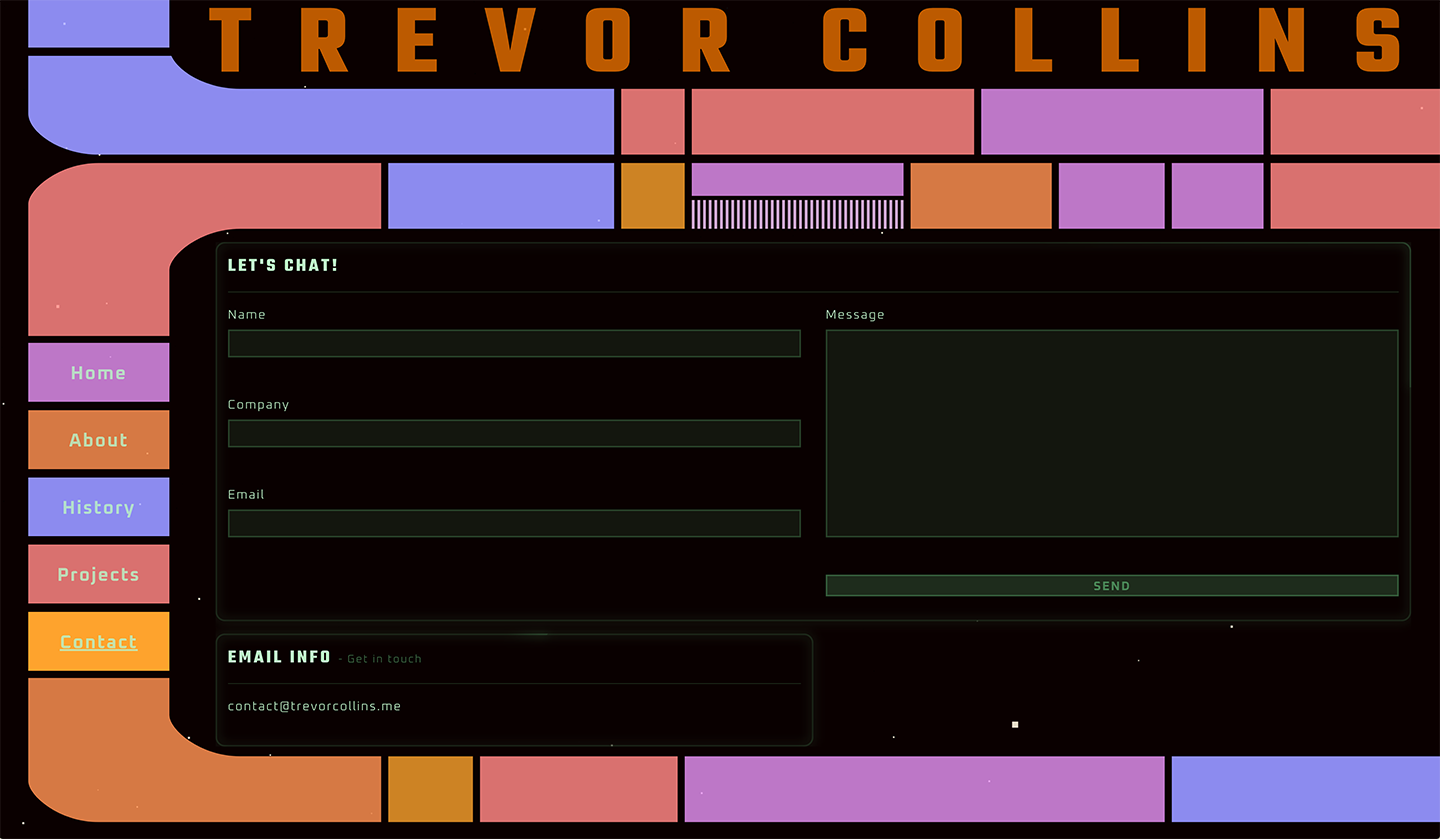 TREVOR COLLINS
LET'S CHAT!
Name
Message
Company
Email
SEND
Home
About
History
Projects
Contact
EMAIL INFO - Get in touch
contact@trevorcollins.me